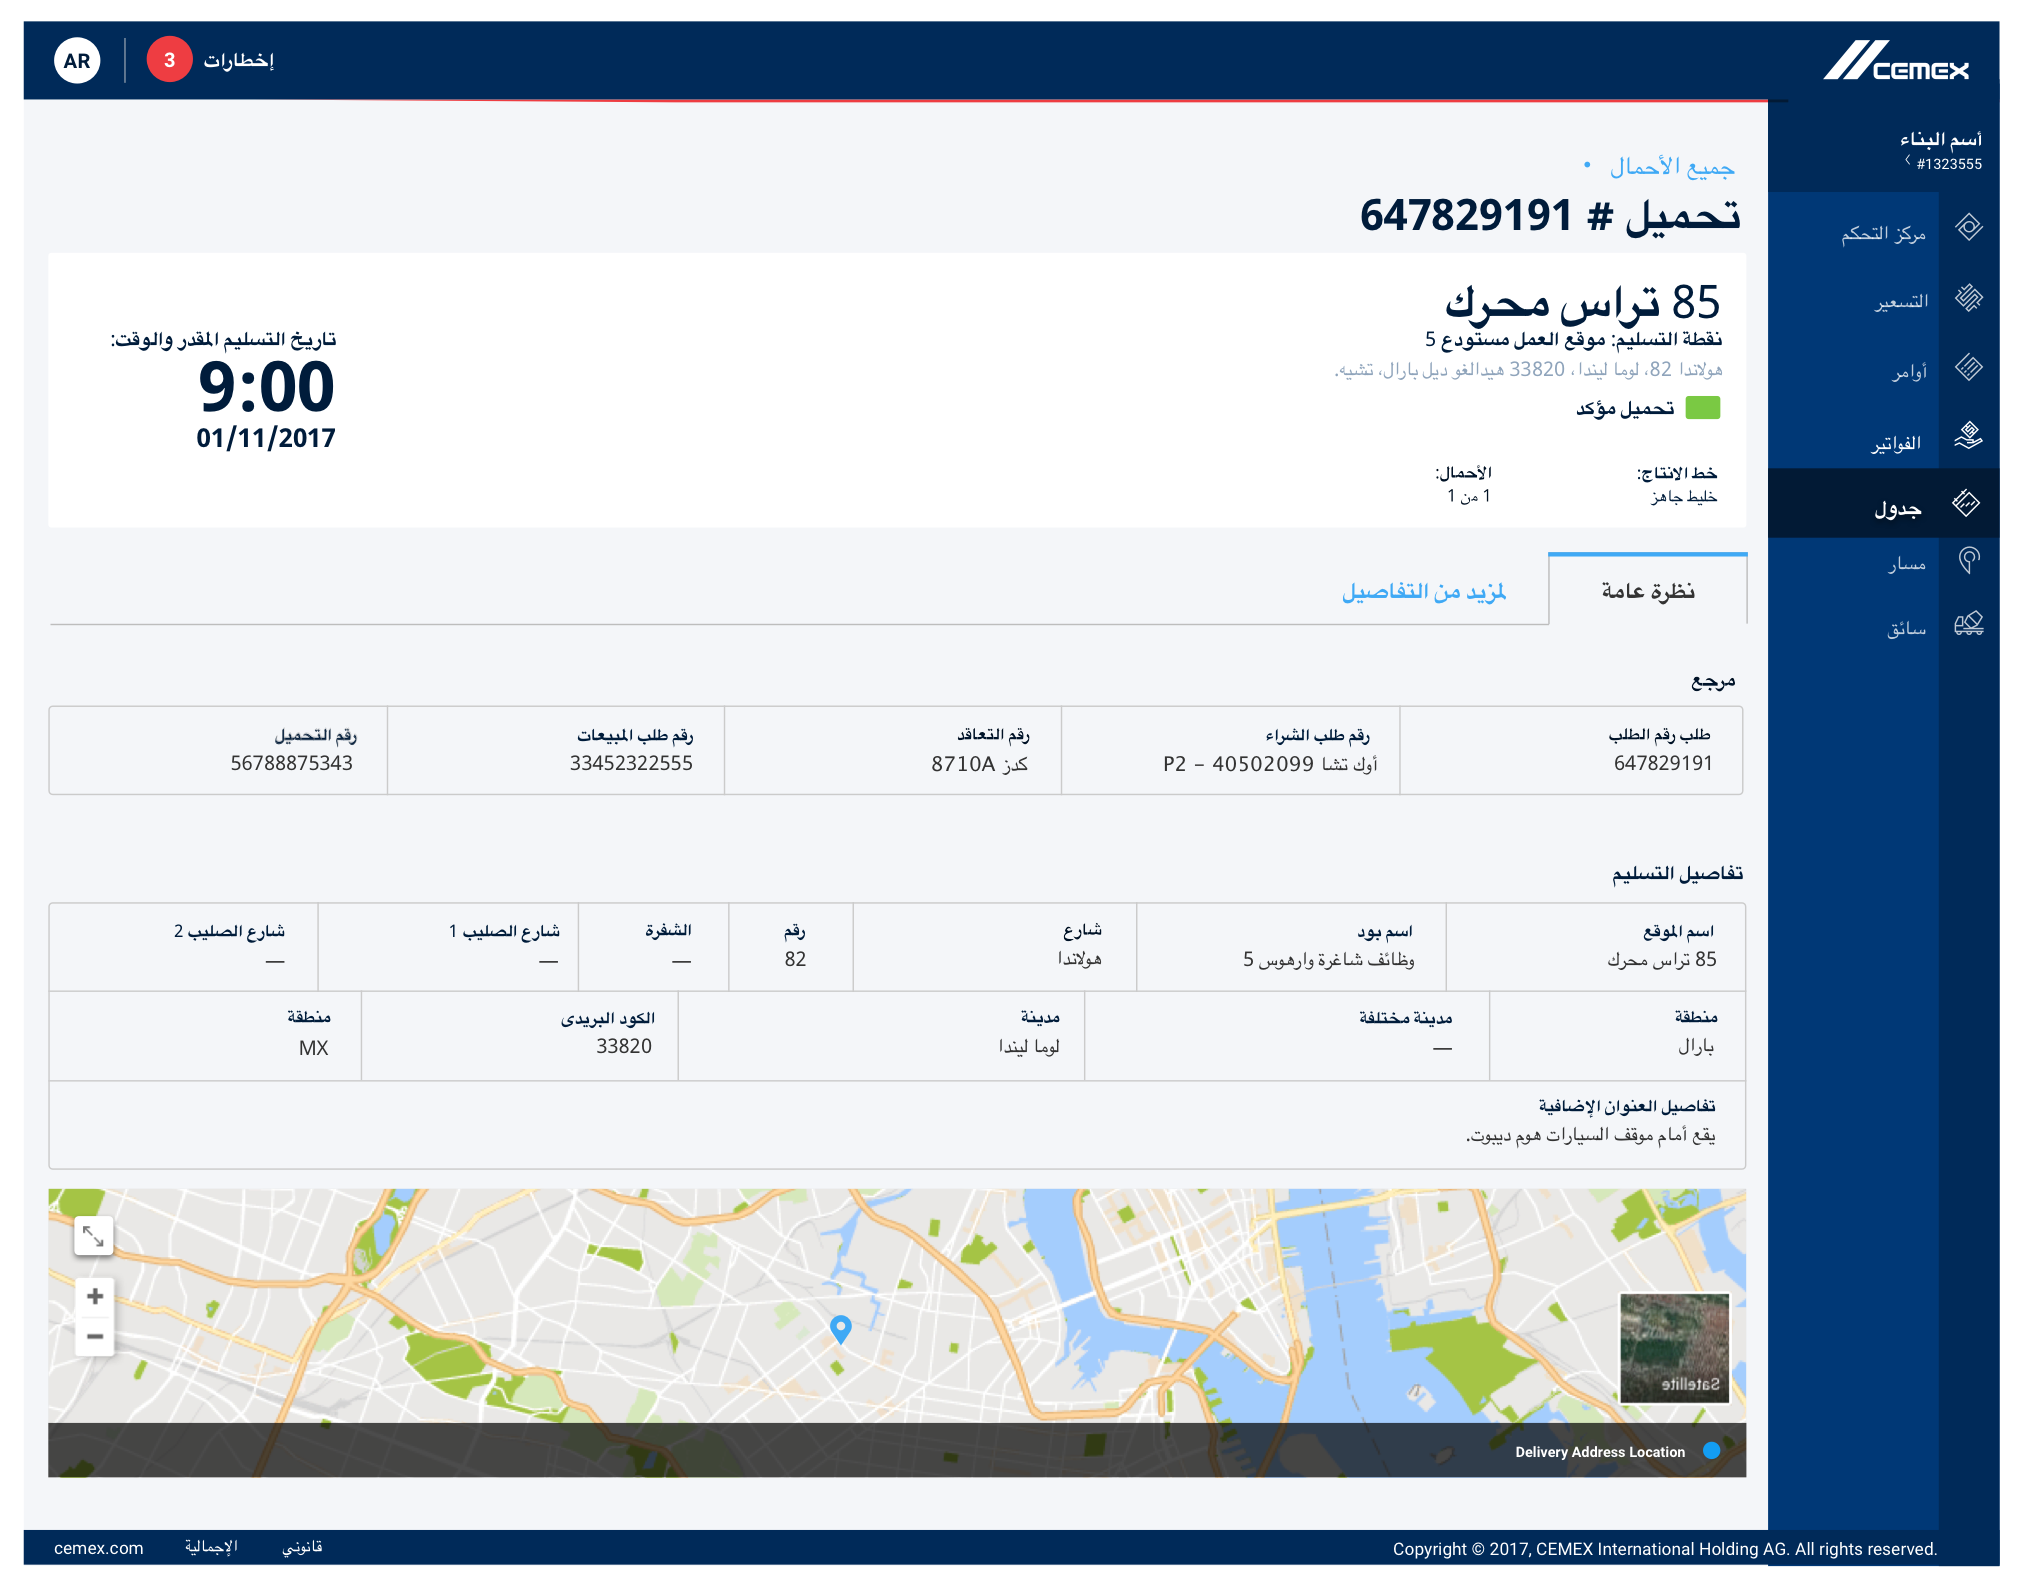 CEMEX
إخطارات 3
AR
أسم البناء
#1323555
مركز التحكم
التسعير
أوامر
الفواتير
جدول
مسار
سائق
جميع الأحمال
تحميل # 647829191
85 تراس محرك
نقطة التسليم: موقع العمل مستودع 5
هولاندا 82، لوما ليندا، 33820 هيدالغو ديل بارال، تشيه.
تحميل مؤكد
خط الانتاج:
خليط جاهز
الأحمال:
1 من 1
تاريخ التسليم المقدر والوقت:
9:00
01/11/2017
نظرة عامة
لمزيد من التفاصيل
مرجع
طلب رقم الطلب
647829191
رقم طلب الشراء
أوك تشا 40502099 – P2
رقم التعاقد
كدز 8710A
رقم طلب المبيعات
33452322555
رقم التحميل
56788875343
تفاصيل التسليم
اسم الموقع
85 تراس محرك
اسم بود
وظائف شاغرة وارهوس 5
شارع
هولاندا
رقم
82
الشفرة
—
شارع الصليب 1
—
شارع الصليب 2
—
منطقة
بارال
مدينة مختلفة
—
مدينة
لوما ليندا
الكود البريدى
33820
منطقة
MX
تفاصيل العنوان الإضافية
يقع أمام موقف السيارات هوم ديبوت.
Satellite
Delivery Address Location
Copyright © 2017, CEMEX International Holding AG. All rights reserved.
قانوني
الإجمالية
cemex.com